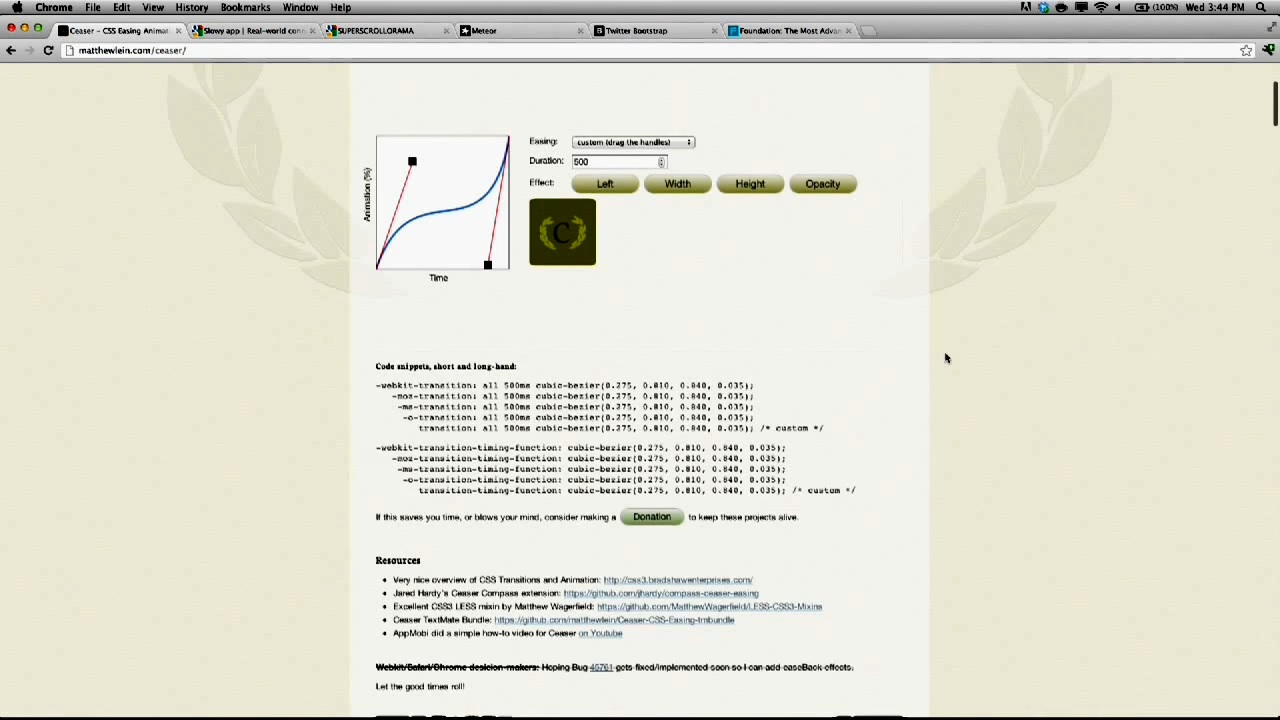 Chrome File Edit View History Bookmarks Window Help (100%) Wed 3:44 PM
Ceaser - CSS Easing Animat Slowy app | Real-world conn SUPERSCROLLORAMA Meteor Twitter Bootstrap Foundation: The Most Advan
matthewlein.com/ceaser/
Easing: custom (drag the handles)
Duration: 500
Effect: Left Width Height Opacity
Animation (%)
C
Time
Code snippets, short and long-hand:
-webkit-transition: all 500ms cubic-bezier(0.275, 0.810, 0.840, 0.035);
-moz-transition: all 500ms cubic-bezier(0.275, 0.810, 0.840, 0.035);
-ms-transition: all 500ms cubic-bezier(0.275, 0.810, 0.840, 0.035);
-o-transition: all 500ms cubic-bezier(0.275, 0.810, 0.840, 0.035);
transition: all 500ms cubic-bezier(0.275, 0.810, 0.840, 0.035); /* custom */
-webkit-transition-timing-function: cubic-bezier(0.275, 0.810, 0.840, 0.035);
-moz-transition-timing-function: cubic-bezier(0.275, 0.810, 0.840, 0.035);
-ms-transition-timing-function: cubic-bezier(0.275, 0.810, 0.840, 0.035);
-o-transition-timing-function: cubic-bezier(0.275, 0.810, 0.840, 0.035);
transition-timing-function: cubic-bezier(0.275, 0.810, 0.840, 0.035); /* custom */
If this saves you time, or blows your mind, consider making a Donation to keep these projects alive.
Resources
Very nice overview of CSS Transitions and Animation: http://css3.bradshawenterprises.com/
Jared Hardy's Ceaser Compass extension: https://github.com/jhardy/compass-ceaser-easing
Excellent CSS3 LESS mixin by Matthew Wagerfield: https://github.com/MatthewWagerfield/LESS-CSS3-Mixins
Ceaser TextMate Bundle: https://github.com/matthewlein/Ceaser-CSS-Easing-tmbundle
AppMobi did a simple how-to video for Ceaser on Youtube
Webkit/Safari/Chrome desicion-makers: Hoping Bug 45761 gets fixed/implemented soon so I can add easeBack effects.
Let the good times roll!